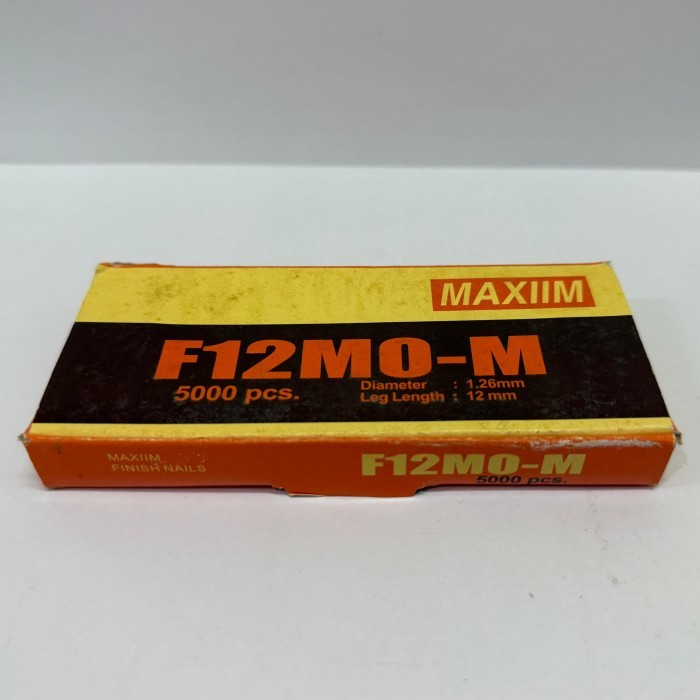 MAXIIM
F12MO-M
5000 pcs.
Diameter : 1.26mm
Leg Length : 12 mm
MAXIIM
FINISH NAILS
F12MO-M
5000 pcs.